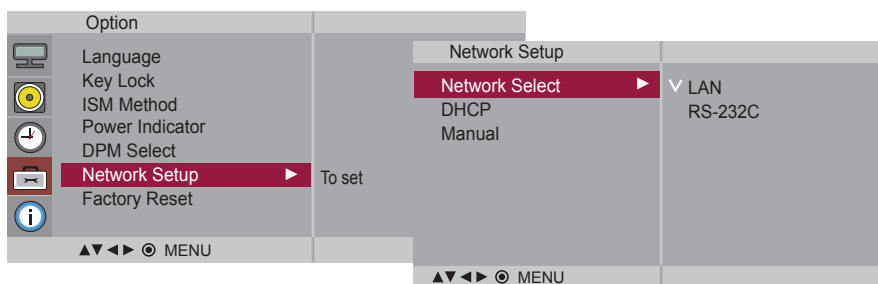 Option
Language
Key Lock
ISM Method
Power Indicator
DPM Select
Network Setup ► To set
Factory Reset
▲▼◄► ◉ MENU
Network Setup
Network Select ► √ LAN
DHCP RS-232C
Manual
▲▼◄► ◉ MENU